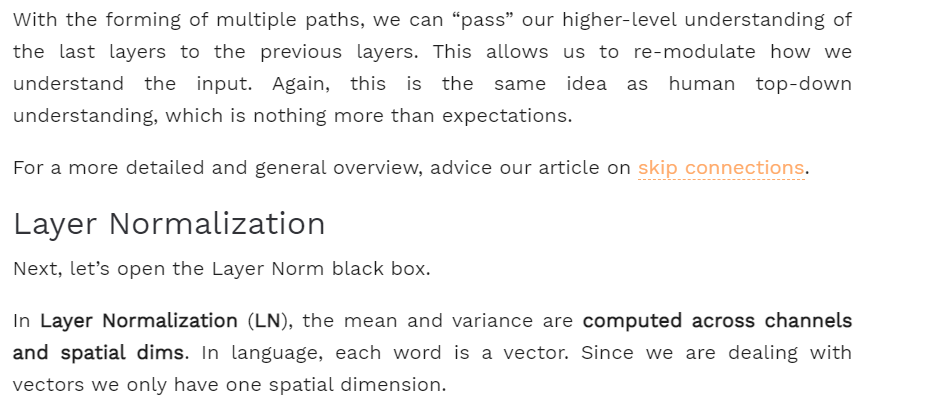 With the forming of multiple paths, we can “pass” our higher-level understanding of
the last layers to the previous layers. This allows us to re-modulate how we
understand the input. Again, this is the same idea as human top-down
understanding, which is nothing more than expectations.
For a more detailed and general overview, advice our article on skip connections.
Layer Normalization
Next, let’s open the Layer Norm black box.
In Layer Normalization (LN), the mean and variance are computed across channels
and spatial dims. In language, each word is a vector. Since we are dealing with
vectors we only have one spatial dimension.